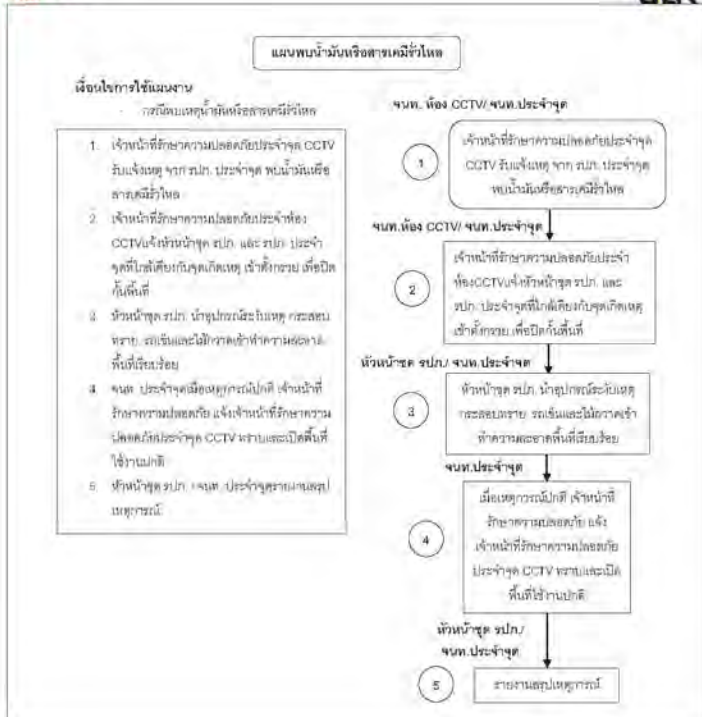 แผนพบน้ำมันหรือสารเคมีรั่วไหล
เงื่อนไขการใช้แผนงาน
- กรณีพบเหตุน้ำมันหรือสารเคมีรั่วไหล
1. เจ้าหน้าที่รักษาความปลอดภัยประจำจุด CCTV
รับแจ้งเหตุ จาก รปภ. ประจำจุด พบน้ำมันหรือ
สารเคมีรั่วไหล
2. เจ้าหน้าที่รักษาความปลอดภัยประจำห้อง
CCTVแจ้งหัวหน้าชุด รปภ. และ รปภ. ประจำ
จุดที่ใกล้เคียงกับจุดเกิดเหตุ เข้าตั้งกรวย เพื่อปิด
กั้นพื้นที่
3. หัวหน้าชุด รปภ. นำอุปกรณ์ระงับเหตุ กระสอบ
ทราย รถเข็นและไม้กวาดเข้าทำความสะอาด
พื้นที่เรียบร้อย
4. จนท. ประจำจุดเมื่อเหตุการณ์ปกติ เจ้าหน้าที่
รักษาความปลอดภัย แจ้งเจ้าหน้าที่รักษาความ
ปลอดภัยประจำจุด CCTV ทราบและเปิดพื้นที่
ใช้งานปกติ
5. หัวหน้าชุด รปภ. / จนท. ประจำจุดรายงานสรุป
เหตุการณ์
จนท. ห้อง CCTV/ จนท.ประจำจุด
1
เจ้าหน้าที่รักษาความปลอดภัยประจำจุด
CCTV รับแจ้งเหตุ จาก รปภ. ประจำจุด
พบน้ำมันหรือสารเคมีรั่วไหล
จนท.ห้อง CCTV/ จนท.ประจำจุด
2
เจ้าหน้าที่รักษาความปลอดภัยประจำ
ห้องCCTVแจ้งหัวหน้าชุด รปภ. และ
รปภ. ประจำจุดที่ใกล้เคียงกับจุดเกิดเหตุ
เข้าตั้งกรวย เพื่อปิดกั้นพื้นที่
หัวหน้าชุด รปภ./ จนท.ประจำจุด
3
หัวหน้าชุด รปภ. นำอุปกรณ์ระงับเหตุ
กระสอบทราย รถเข็นและไม้กวาดเข้า
ทำความสะอาดพื้นที่เรียบร้อย
จนท.ประจำจุด
4
เมื่อเหตุการณ์ปกติ เจ้าหน้าที่
รักษาความปลอดภัย แจ้ง
เจ้าหน้าที่รักษาความปลอดภัย
ประจำจุด CCTV ทราบและเปิด
พื้นที่ใช้งานปกติ
หัวหน้าชุด รปภ./
จนท.ประจำจุด
5
รายงานสรุปเหตุการณ์